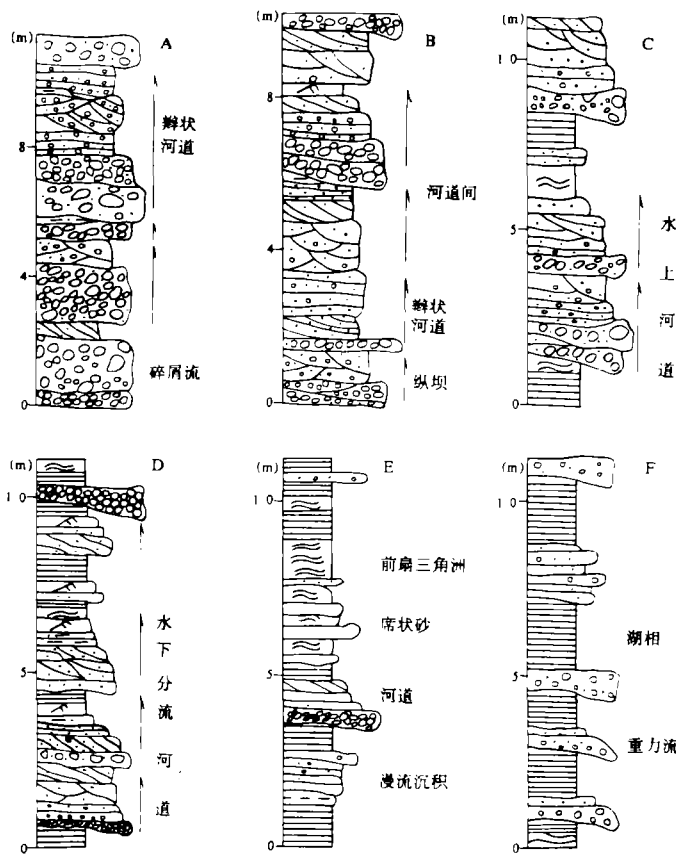 (m)
A
8
4
0
辫状
河道
碎屑流
(m)
B
8
4
0
河道间
辫状
河道
纵坝
(m)
C
10
5
0
水
上
河
道
(m)
D
10
5
0
水
下
分
流
河
道
(m)
E
10
5
0
前扇三角洲
席状砂
河道
漫流沉积
(m)
F
10
5
0
湖相
重力流